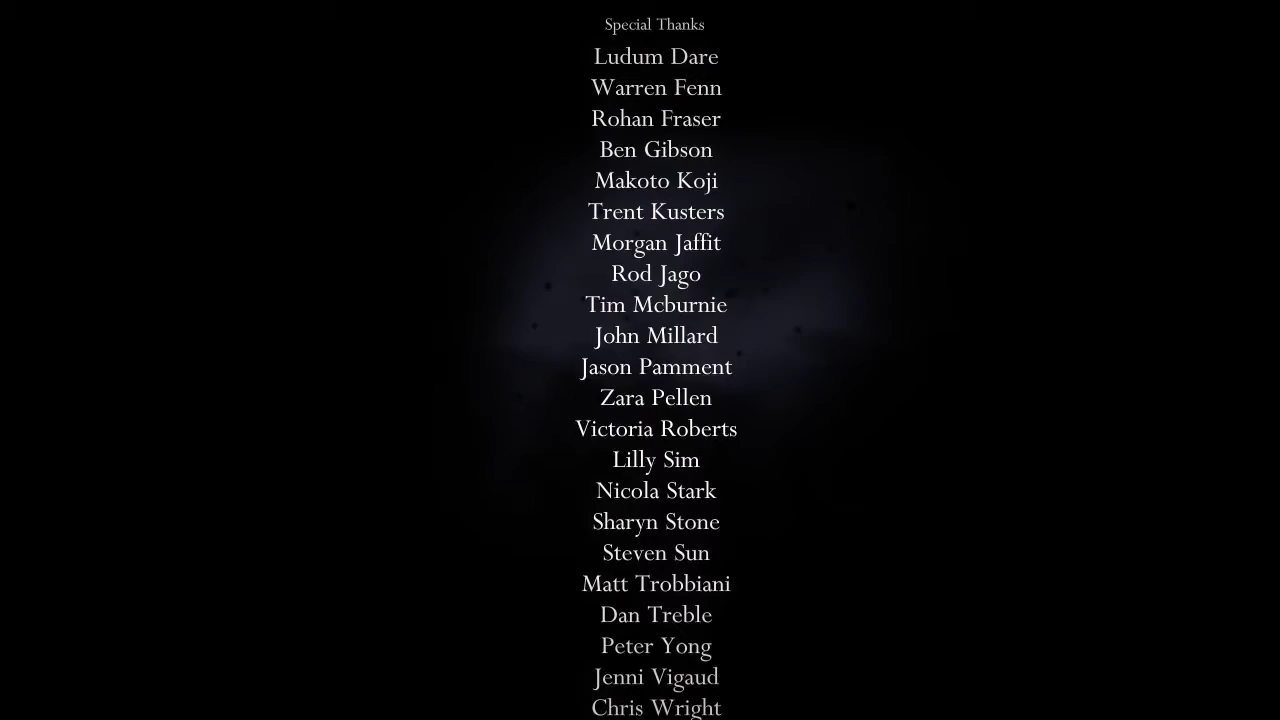 Special Thanks
Ludum Dare
Warren Fenn
Rohan Fraser
Ben Gibson
Makoto Koji
Trent Kusters
Morgan Jaffit
Rod Jago
Tim Mcburnie
John Millard
Jason Pamment
Zara Pellen
Victoria Roberts
Lilly Sim
Nicola Stark
Sharyn Stone
Steven Sun
Matt Trobbiani
Dan Treble
Peter Yong
Jenni Vigaud
Chris Wright